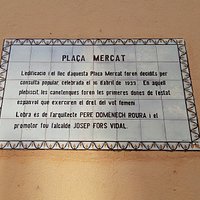 PLAÇA MERCAT
L'edificació i el lloc d'aquesta Plaça Mercat foren decidits per
consulta popular celebrada el 16 d'abril de 1933. En aquell
plebiscit les canetenques foren les primeres dones de l'estat
espanyol que exerciren el dret del vot femení
L'obra és de l'arquitecte PERE DOMENECH ROURA i el
promotor fou l'alcalde JOSEP FORS VIDAL.